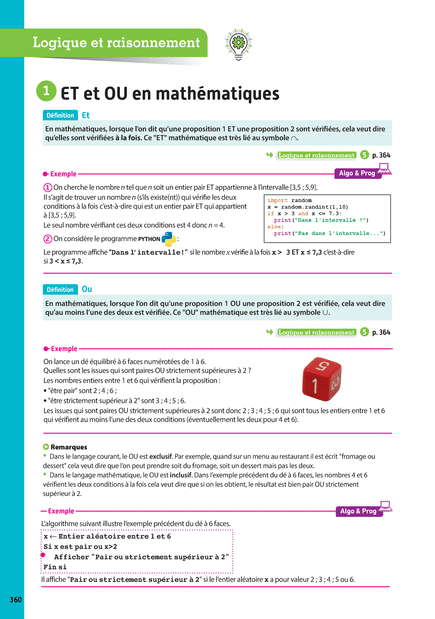 Logique et raisonnement
1 ET et OU en mathématiques
Définition Et
En mathématiques, lorsque l'on dit qu'une proposition 1 ET une proposition 2 sont vérifiées, cela veut dire
qu'elles sont vérifiées à la fois. Ce "ET" mathématique est très lié au symbole ∩.
Logique et raisonnement 5 p. 364
Exemple
Algo & Prog
1 On cherche le nombre n tel que n soit un entier pair ET appartienne à l'intervalle [3,5 ; 5,9].
Il s'agit de trouver un nombre n (s'ils existe(nt)) qui vérifie les deux
conditions à la fois c'est-à-dire qui est un entier pair ET qui appartient
à [3,5 ; 5,9].
Le seul nombre vérifiant ces deux conditions est 4 donc n = 4.
2 On considère le programme PYTHON :
import random
x = random.randint(1,10)
if x > 3 and x <= 7.3:
print("Dans l'intervalle !")
else:
print("Pas dans l'intervalle...")
Le programme affiche "Dans l'intervalle!" si le nombre x vérifie à la fois x > 3 ET x ≤ 7,3 c'est-à-dire
si 3 < x ≤ 7,3.
Définition Ou
En mathématiques, lorsque l'on dit qu'une proposition 1 OU une proposition 2 est vérifiée, cela veut dire
qu'au moins l'une des deux est vérifiée. Ce "OU" mathématique est très lié au symbole ∪.
Logique et raisonnement 5 p. 364
Exemple
On lance un dé équilibré à 6 faces numérotées de 1 à 6.
Quelles sont les issues qui sont paires OU strictement supérieures à 2 ?
Les nombres entiers entre 1 et 6 qui vérifient la proposition :
• "être pair" sont 2 ; 4 ; 6 ;
• "être strictement supérieur à 2" sont 3 ; 4 ; 5 ; 6.
Les issues qui sont paires OU strictement supérieures à 2 sont donc 2 ; 3 ; 4 ; 5 ; 6 qui sont tous les entiers entre 1 et 6
qui vérifient au moins l'une des deux conditions (éventuellement les deux pour 4 et 6).
Remarques
• Dans le langage courant, le OU est exclusif. Par exemple, quand sur un menu au restaurant il est écrit "fromage ou
dessert" cela veut dire que l'on peut prendre soit du fromage, soit un dessert mais pas les deux.
• Dans le langage mathématique, le OU est inclusif. Dans l'exemple précédent du dé à 6 faces, les nombres 4 et 6
vérifient les deux conditions à la fois cela veut dire que si on les obtient, le résultat est bien pair OU strictement
supérieur à 2.
Exemple
Algo & Prog
L'algorithme suivant illustre l'exemple précédent du dé à 6 faces.
x ← Entier aléatoire entre 1 et 6
Si x est pair ou x>2
Afficher "Pair ou strictement supérieur à 2"
Fin si
Il affiche "Pair ou strictement supérieur à 2" si le l'entier aléatoire x a pour valeur 2 ; 3 ; 4 ; 5 ou 6.
360